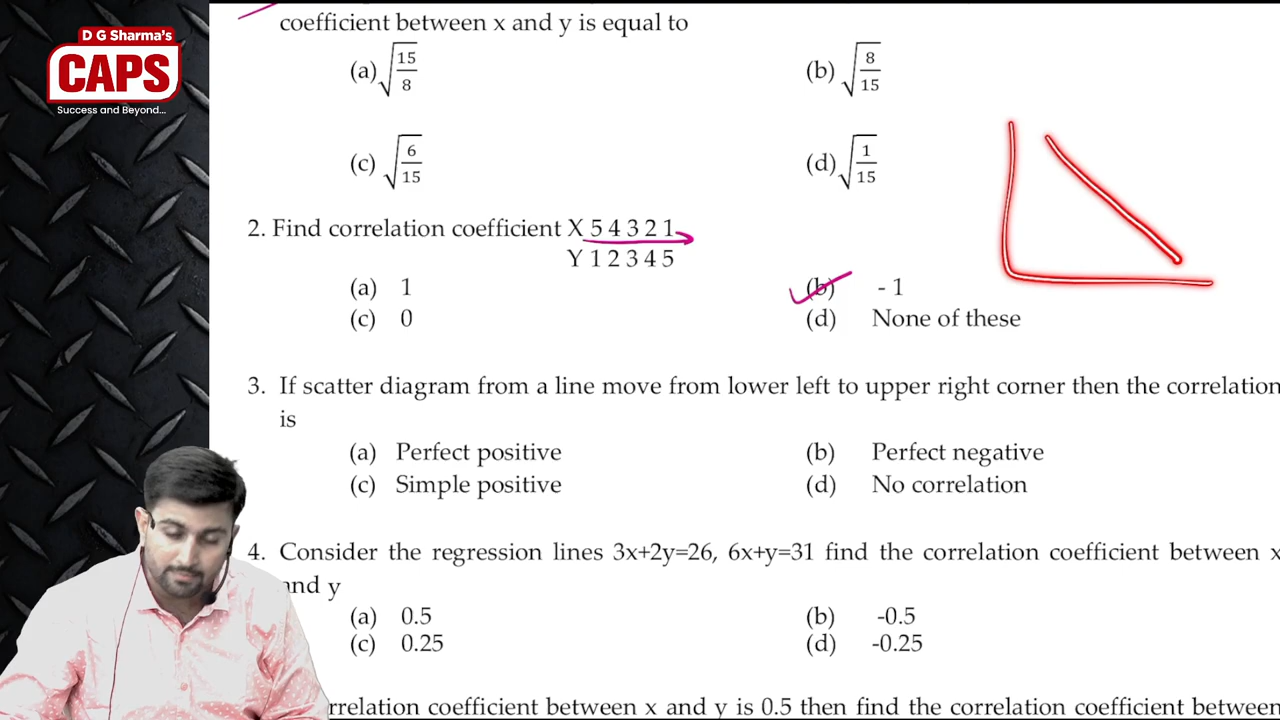 D G Sharma's
CAPS
Success and Beyond...
coefficient between x and y is equal to
(a) √15/8
(b) √8/15
(c) √6/15
(d) √1/15
2. Find correlation coefficient X 5 4 3 2 1
Y 1 2 3 4 5
(a) 1
(b) - 1
(c) 0
(d) None of these
3. If scatter diagram from a line move from lower left to upper right corner then the correlation
is
(a) Perfect positive
(b) Perfect negative
(c) Simple positive
(d) No correlation
4. Consider the regression lines 3x+2y=26, 6x+y=31 find the correlation coefficient between x
and y
(a) 0.5
(b) -0.5
(c) 0.25
(d) -0.25
rrelation coefficient between x and y is 0.5 then find the correlation coefficient between